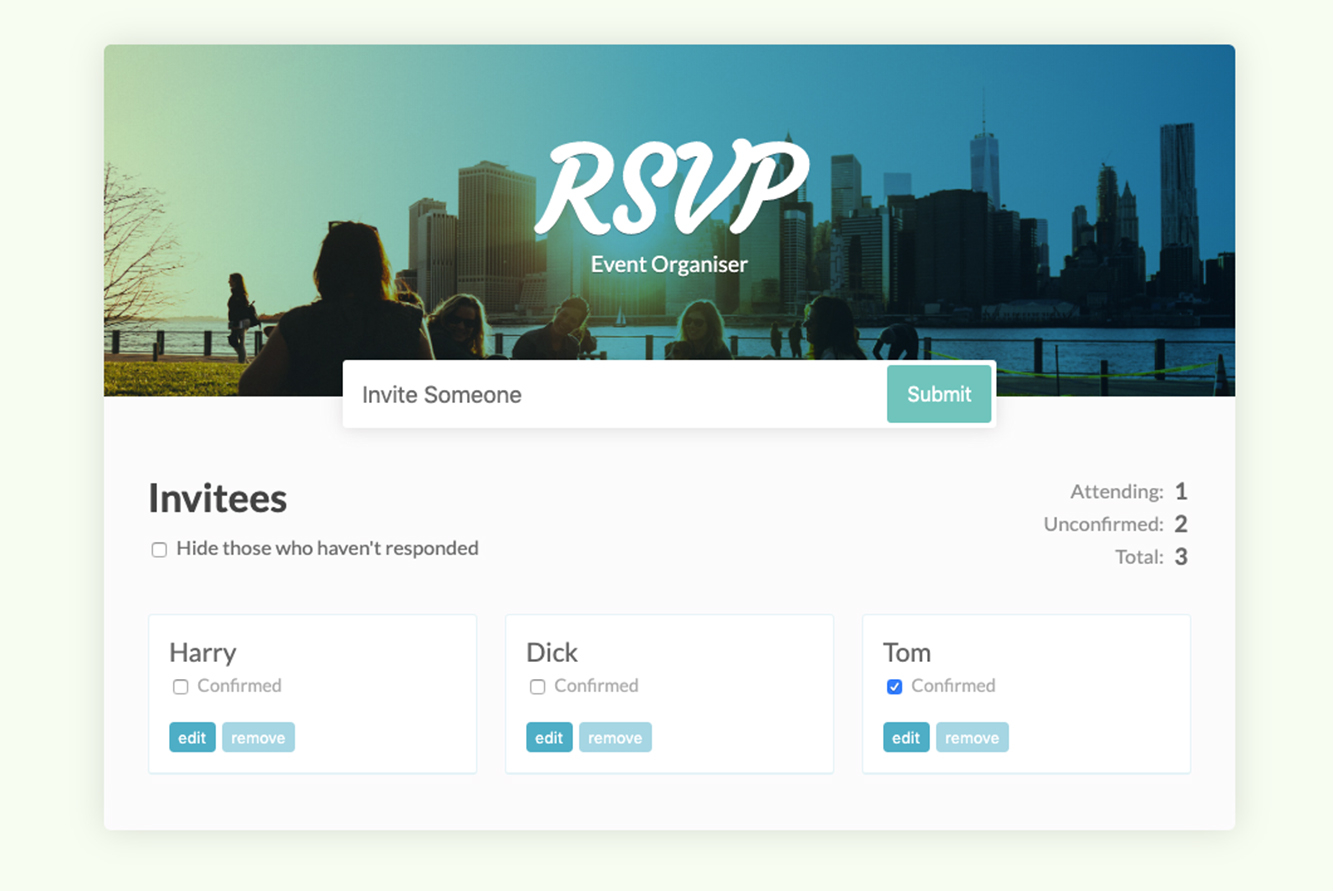 RSVP
Event Organiser
Invite Someone
Submit
Invitees
Hide those who haven't responded
Attending: 1
Unconfirmed: 2
Total: 3
Harry
Confirmed
edit remove
Dick
Confirmed
edit remove
Tom
Confirmed
edit remove